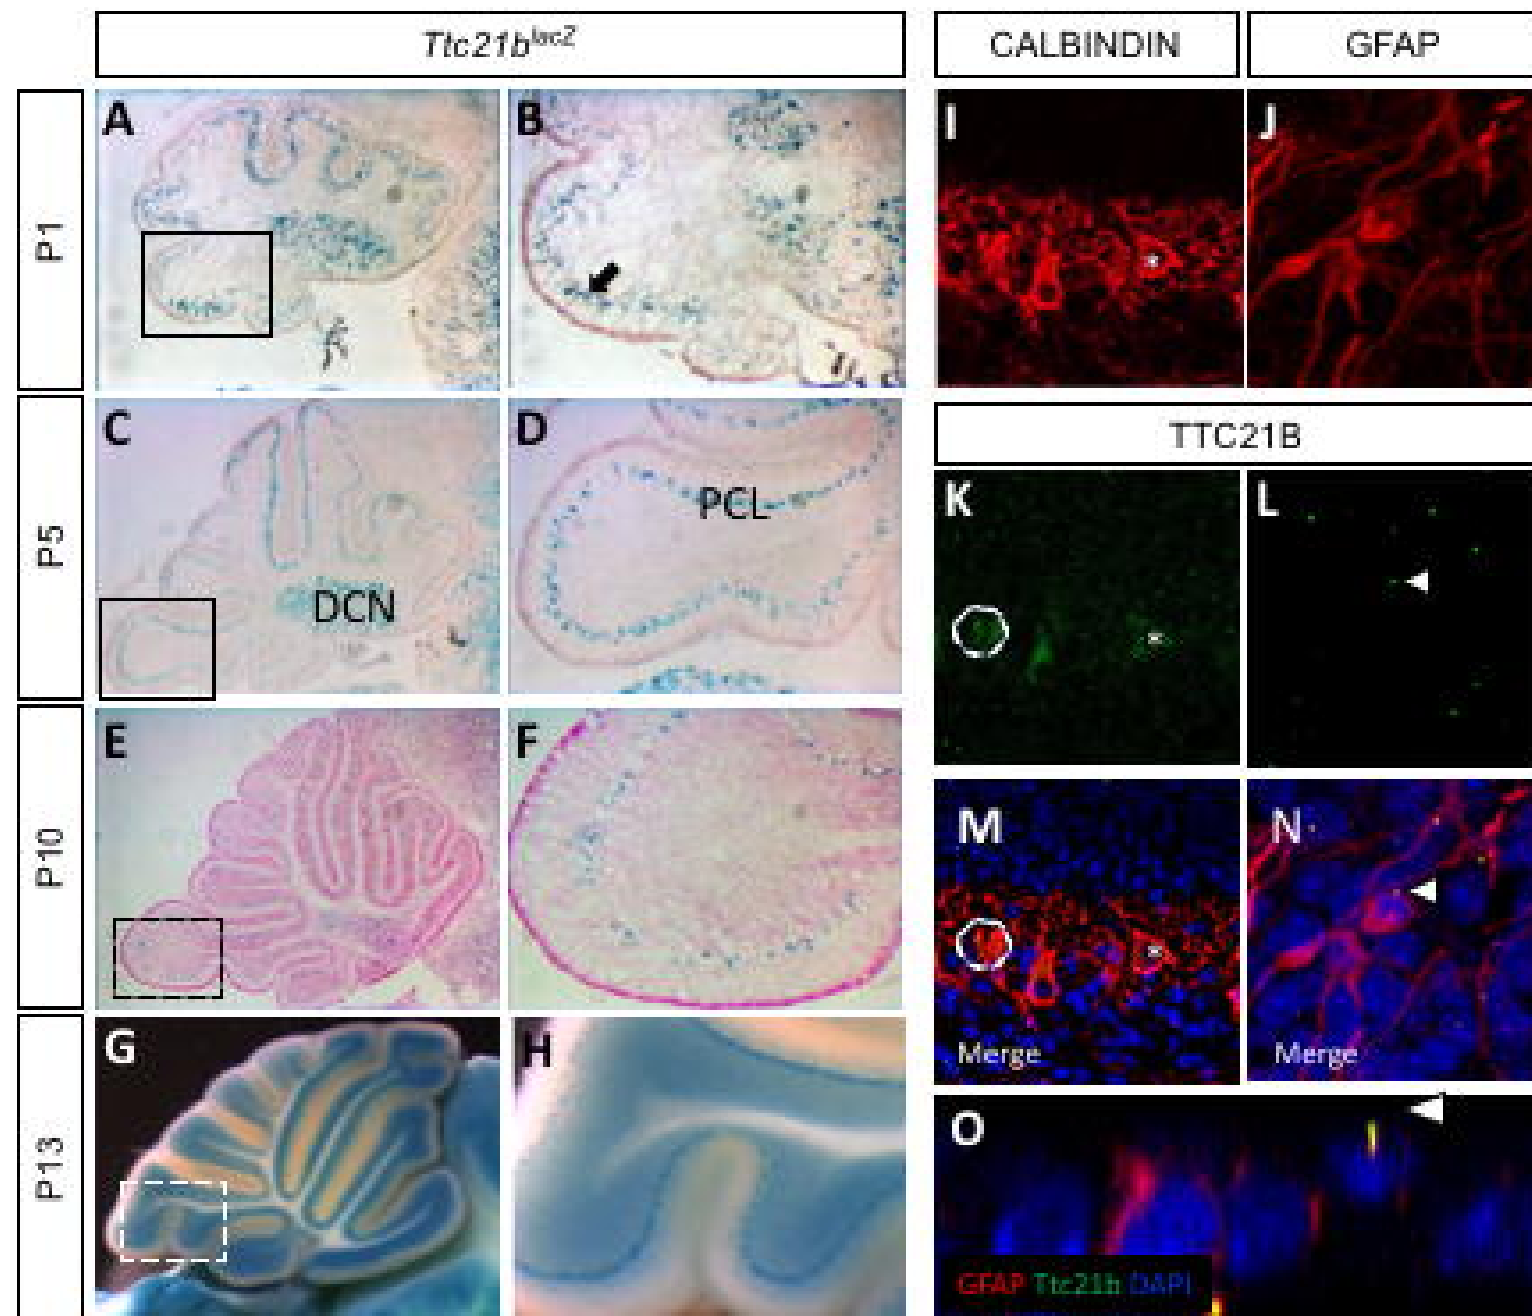 Ttc21b^lacZ
CALBINDIN
GFAP
P1
A
B
I
J
P5
C
D
PCL
DCN
TTC21B
K
L
P10
E
F
M
N
Merge
Merge
P13
G
H
O
GFAP Ttc21b DAPI